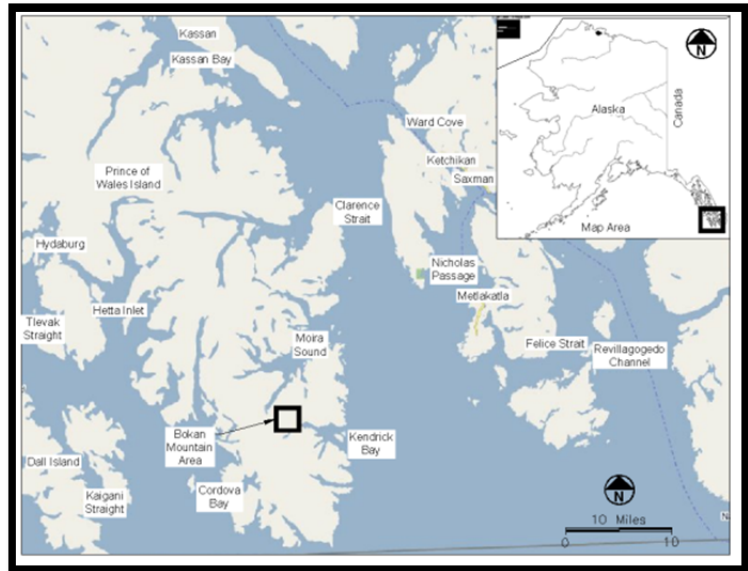 Kassan
Kassan Bay
N
Alaska
Canada
Map Area
Ward Cove
Ketchikan
Saxman
Prince of
Wales Island
Clarence
Strait
Hydaburg
Nicholas
Passage
Metlakatla
Hetta Inlet
Tlevak
Straight
Moira
Sound
Felice Strait
Revillagogedo
Channel
Bokan
Mountain
Area
Kendrick
Bay
Dall Island
Kaigani
Straight
Cordova
Bay
N
10 Miles
0
10
N